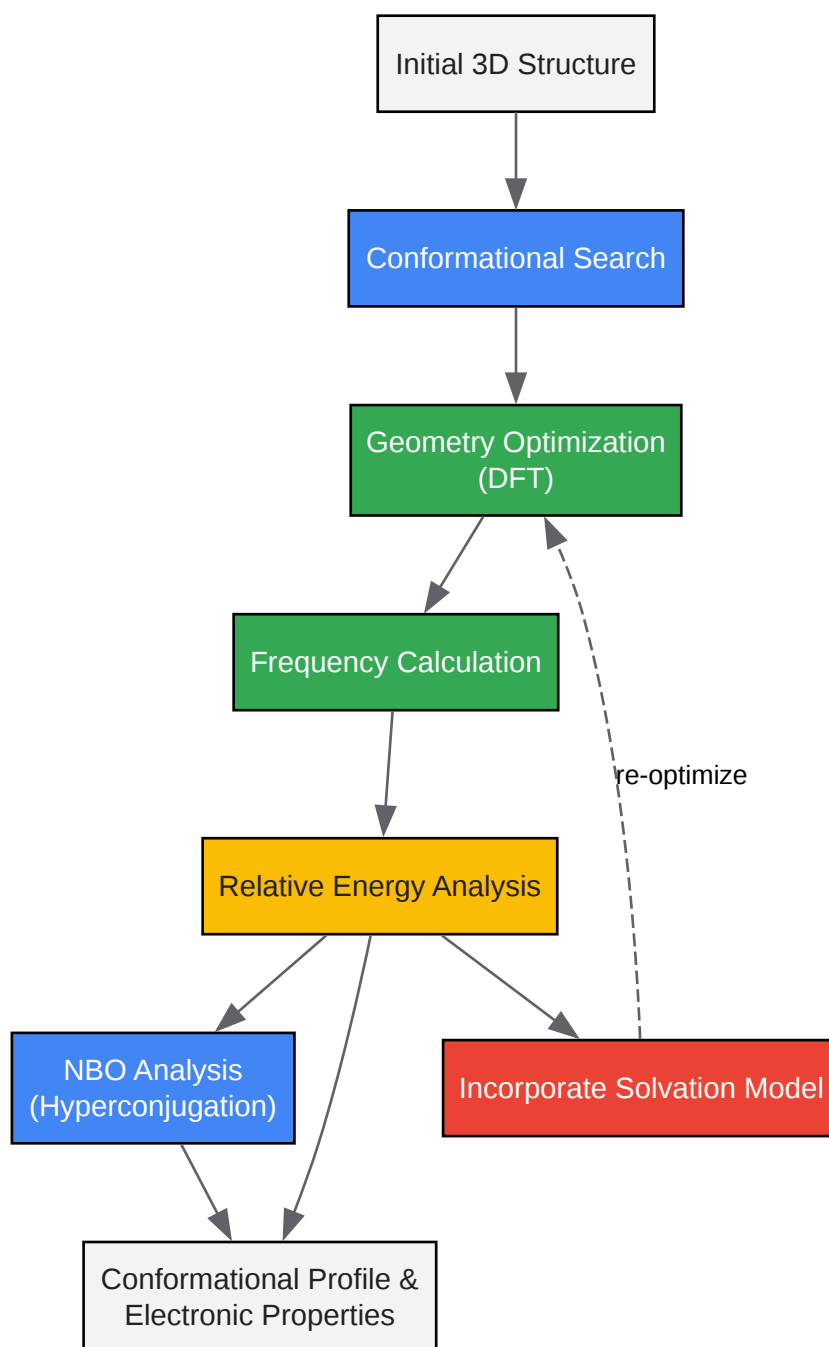 Initial 3D Structure
Conformational Search
Geometry Optimization
(DFT)
Frequency Calculation
re-optimize
Relative Energy Analysis
NBO Analysis
(Hyperconjugation)
Incorporate Solvation Model
Conformational Profile &
Electronic Properties